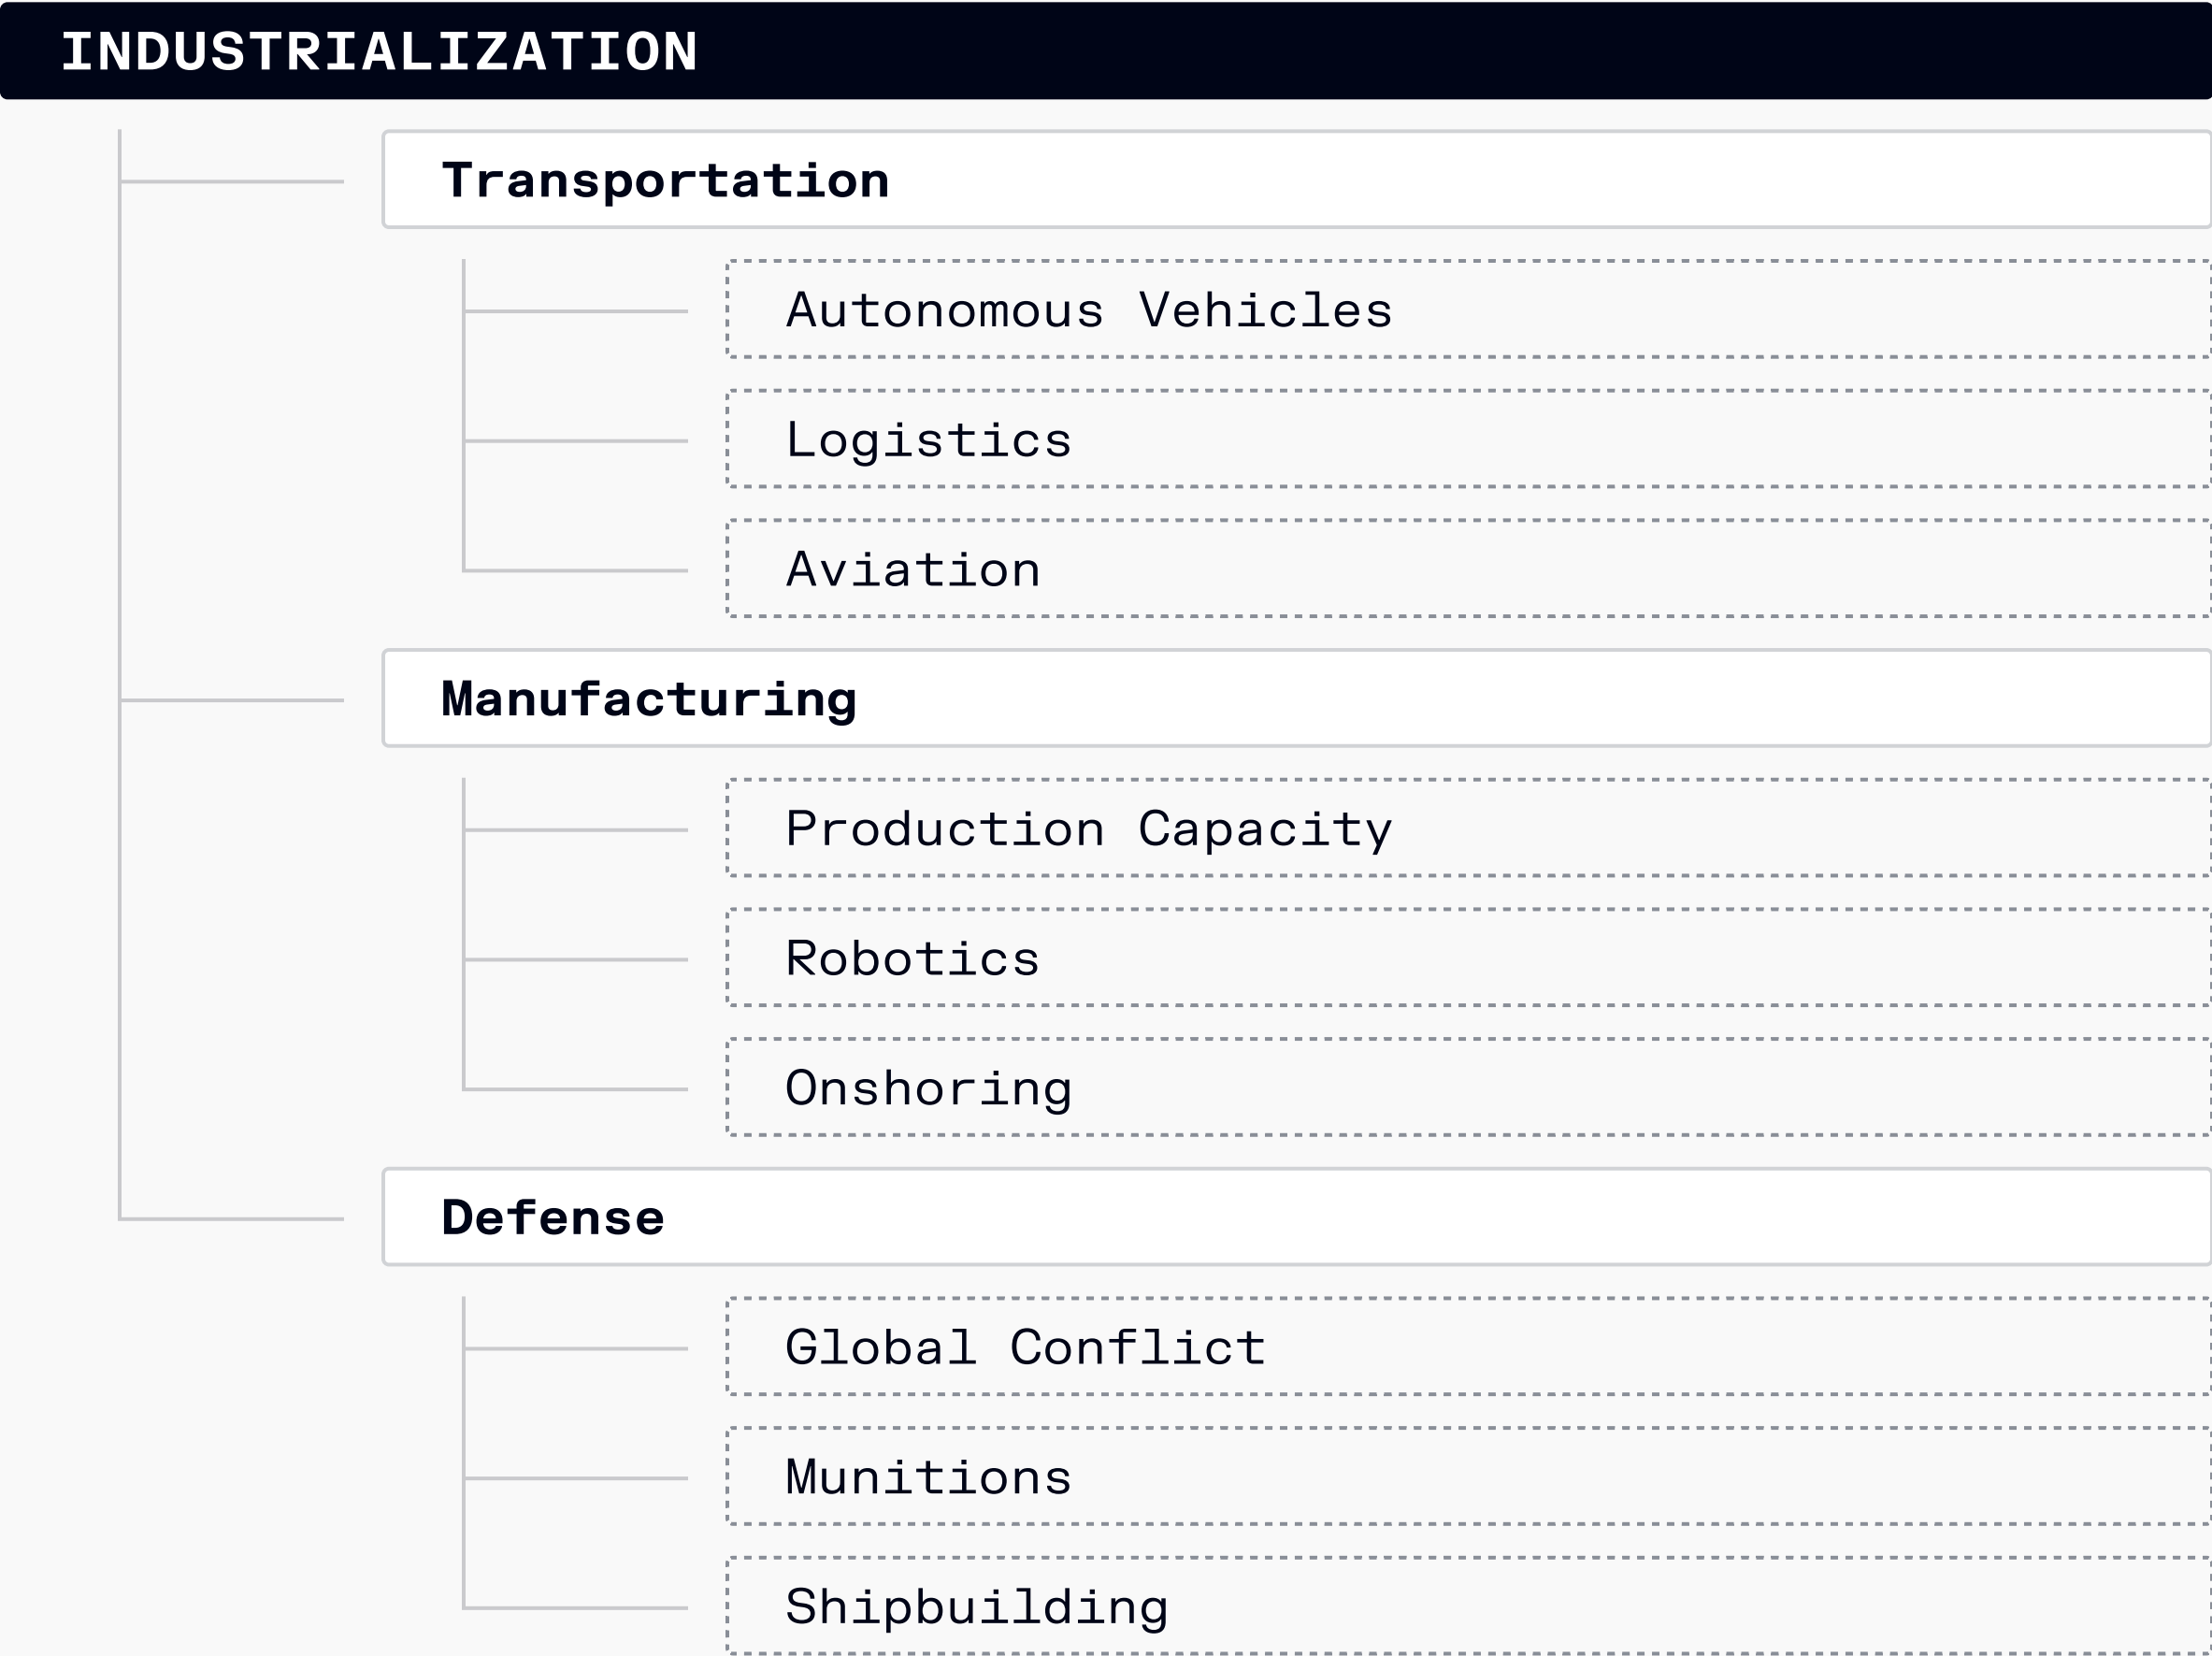 INDUSTRIALIZATION
Transportation
Autonomous Vehicles
Logistics
Aviation
Manufacturing
Production Capacity
Robotics
Onshoring
Defense
Global Conflict
Munitions
Shipbuilding